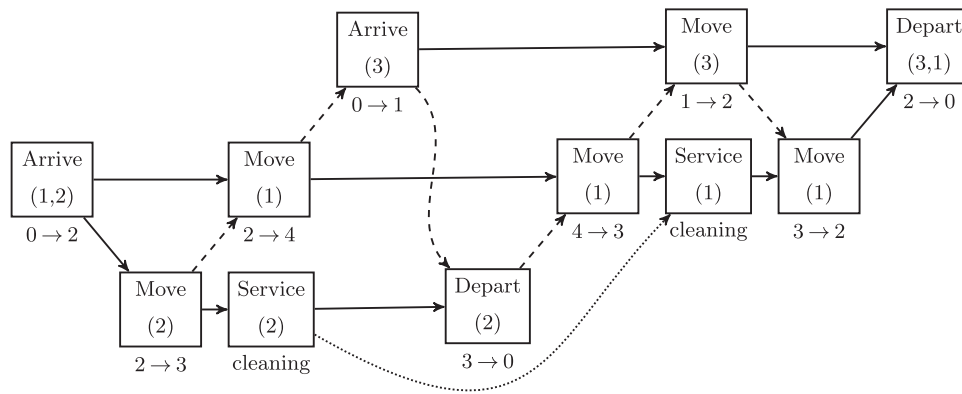 Arrive
(3)
0 → 1
Move
(3)
1 → 2
Depart
(3,1)
2 → 0
Arrive
(1,2)
0 → 2
Move
(1)
2 → 4
Move
(1)
4 → 3
Service
(1)
cleaning
Move
(1)
3 → 2
Move
(2)
2 → 3
Service
(2)
cleaning
Depart
(2)
3 → 0